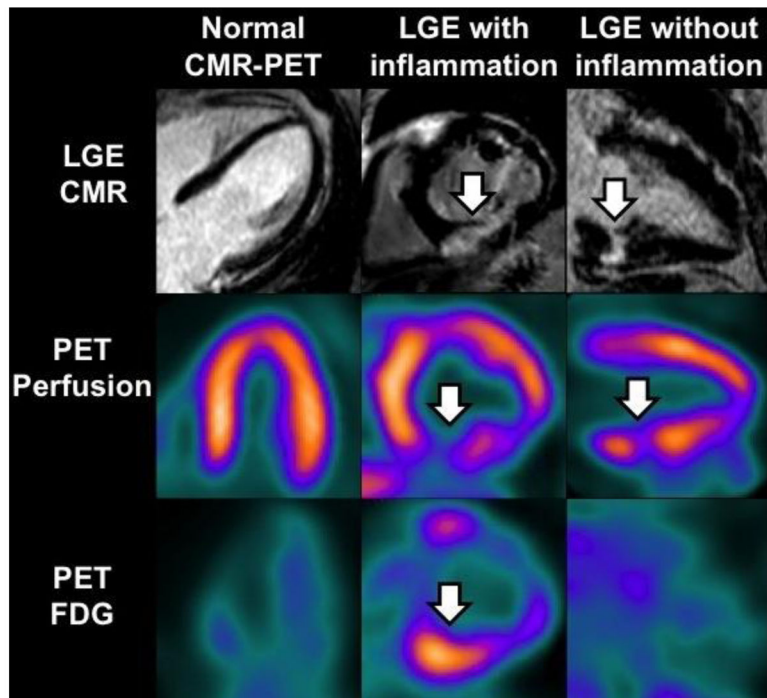 Normal CMR-PET
LGE with inflammation
LGE without inflammation
LGE CMR
PET Perfusion
PET FDG